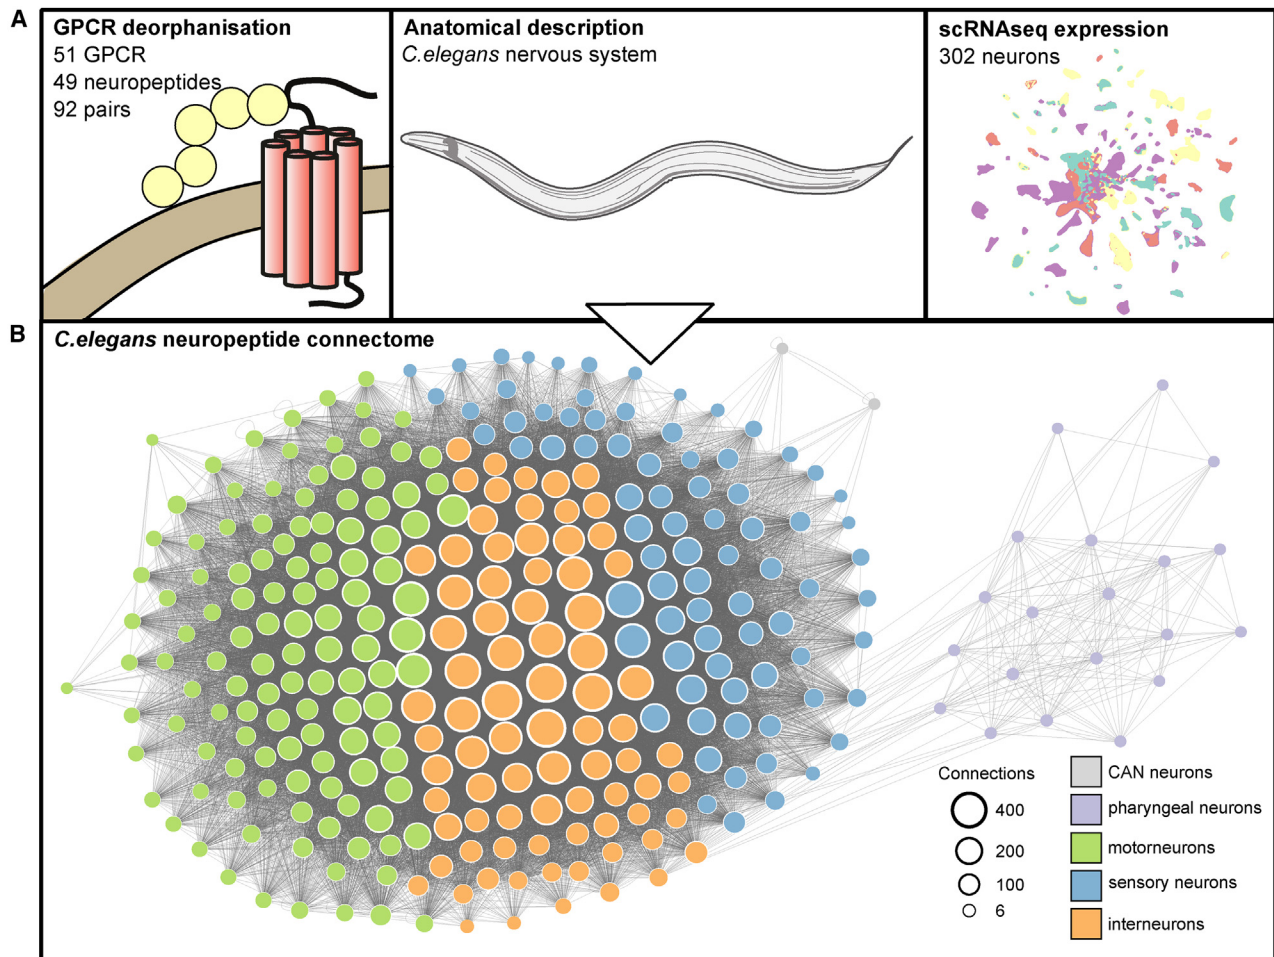 A
GPCR deorphanisation
51 GPCR
49 neuropeptides
92 pairs
Anatomical description
C.elegans nervous system
scRNAseq expression
302 neurons
B
C.elegans neuropeptide connectome
Connections
400
200
100
6
CAN neurons
pharyngeal neurons
motorneurons
sensory neurons
interneurons